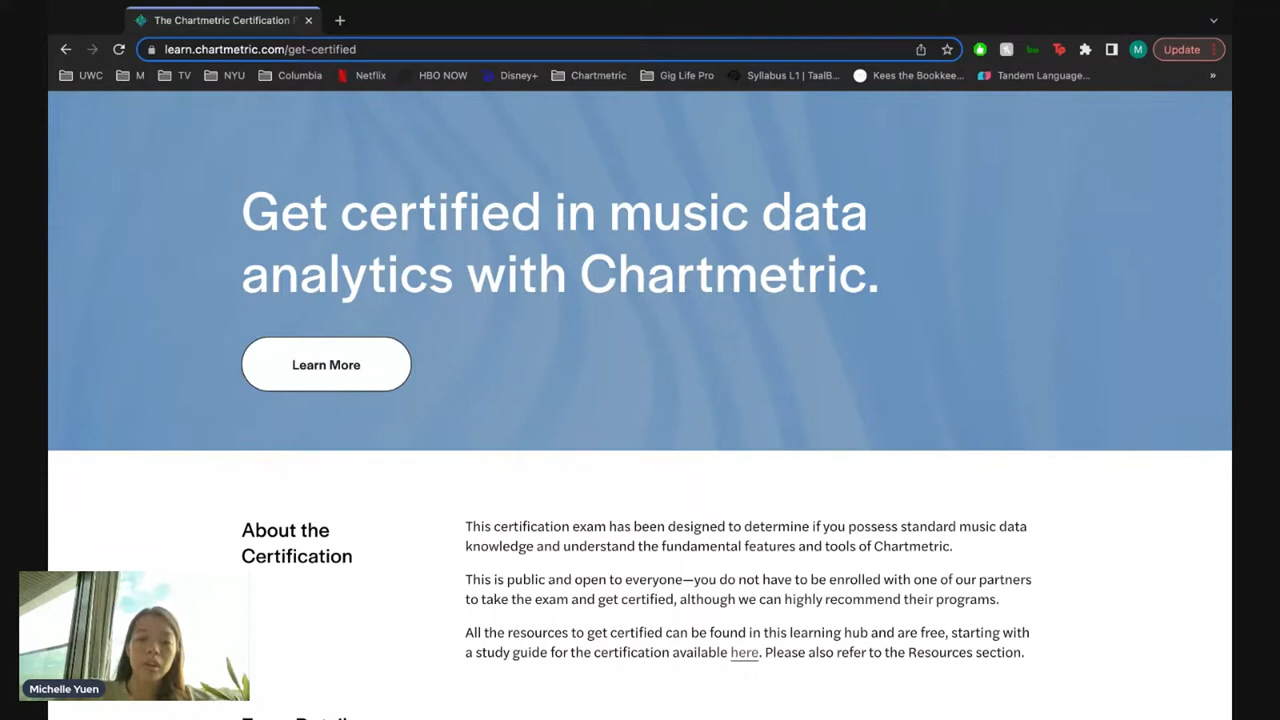 The Chartmetric Certification
learn.chartmetric.com/get-certified
M
Update
UWC
M
TV
NYU
Columbia
Netflix
HBO NOW
Disney+
Chartmetric
Gig Life Pro
Syllabus L1 | TaalB...
Kees the Bookkee...
Tandem Language...
»
Get certified in music data
analytics with Chartmetric.
Learn More
About the
Certification
This certification exam has been designed to determine if you possess standard music data
knowledge and understand the fundamental features and tools of Chartmetric.
This is public and open to everyone—you do not have to be enrolled with one of our partners
to take the exam and get certified, although we can highly recommend their programs.
All the resources to get certified can be found in this learning hub and are free, starting with
a study guide for the certification available here. Please also refer to the Resources section.
Michelle Yuen